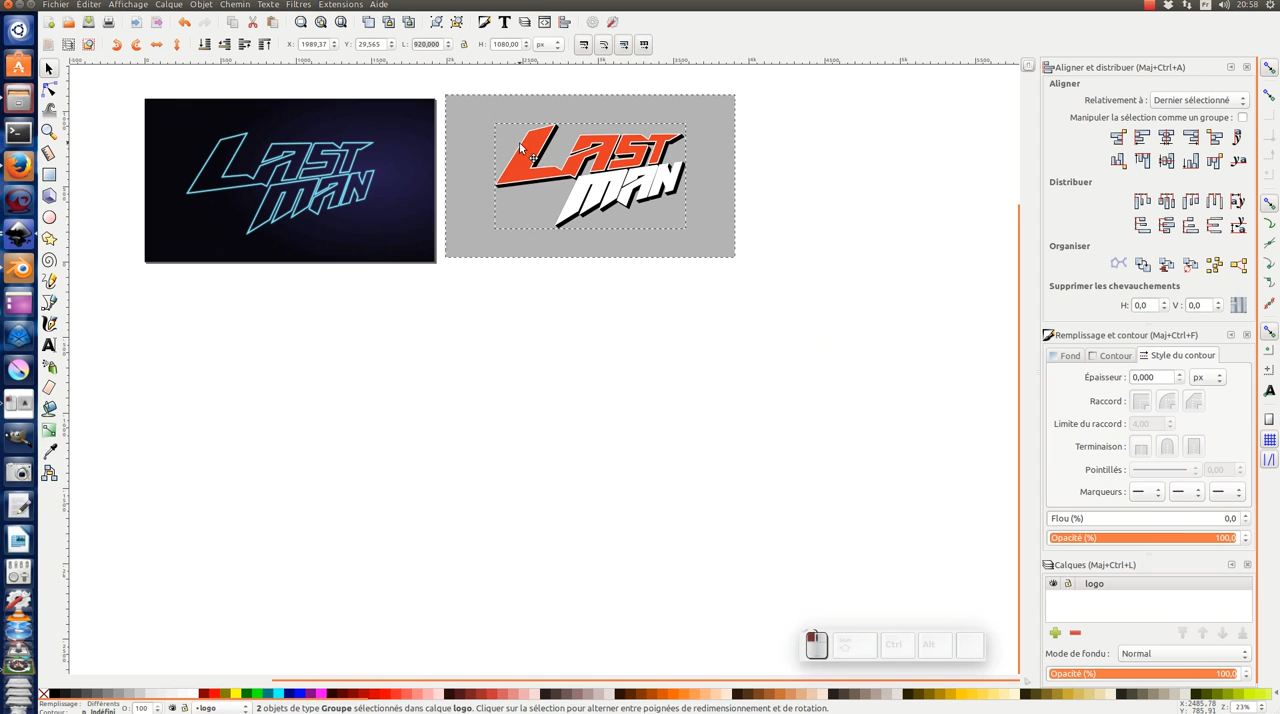 Fichier Éditer Affichage Calque Objet Chemin Texte Filtres Extensions Aide
Fr 20:58
X: 1989,37 Y: 29,565 L: 920,000 H: 1080,00 px
LAST
MAN
LAST
MAN
Aligner et distribuer (Maj+Ctrl+A)
Aligner
Relativement à : Dernier sélectionné
Manipuler la sélection comme un groupe :
Distribuer
Organiser
Supprimer les chevauchements
H: 0,0 V : 0,0
Remplissage et contour (Maj+Ctrl+F)
Fond Contour Style du contour
Épaisseur : 0,000 px
Raccord :
Limite du raccord : 4,00
Terminaison :
Pointillés : 0,00
Marqueurs :
Flou (%) 0,0
Opacité (%) 100,0
Calques (Maj+Ctrl+L)
logo
Mode de fondu : Normal
Opacité (%) 100,0
Ctrl Alt
Remplissage : Différents
Contour : Indéfini
O: 100
•logo
2 objets de type Groupe sélectionnés dans calque logo. Cliquer sur la sélection pour alterner entre poignées de redimensionnement et de rotation.
X:2485,78
Y: 785,91
Z: 23%